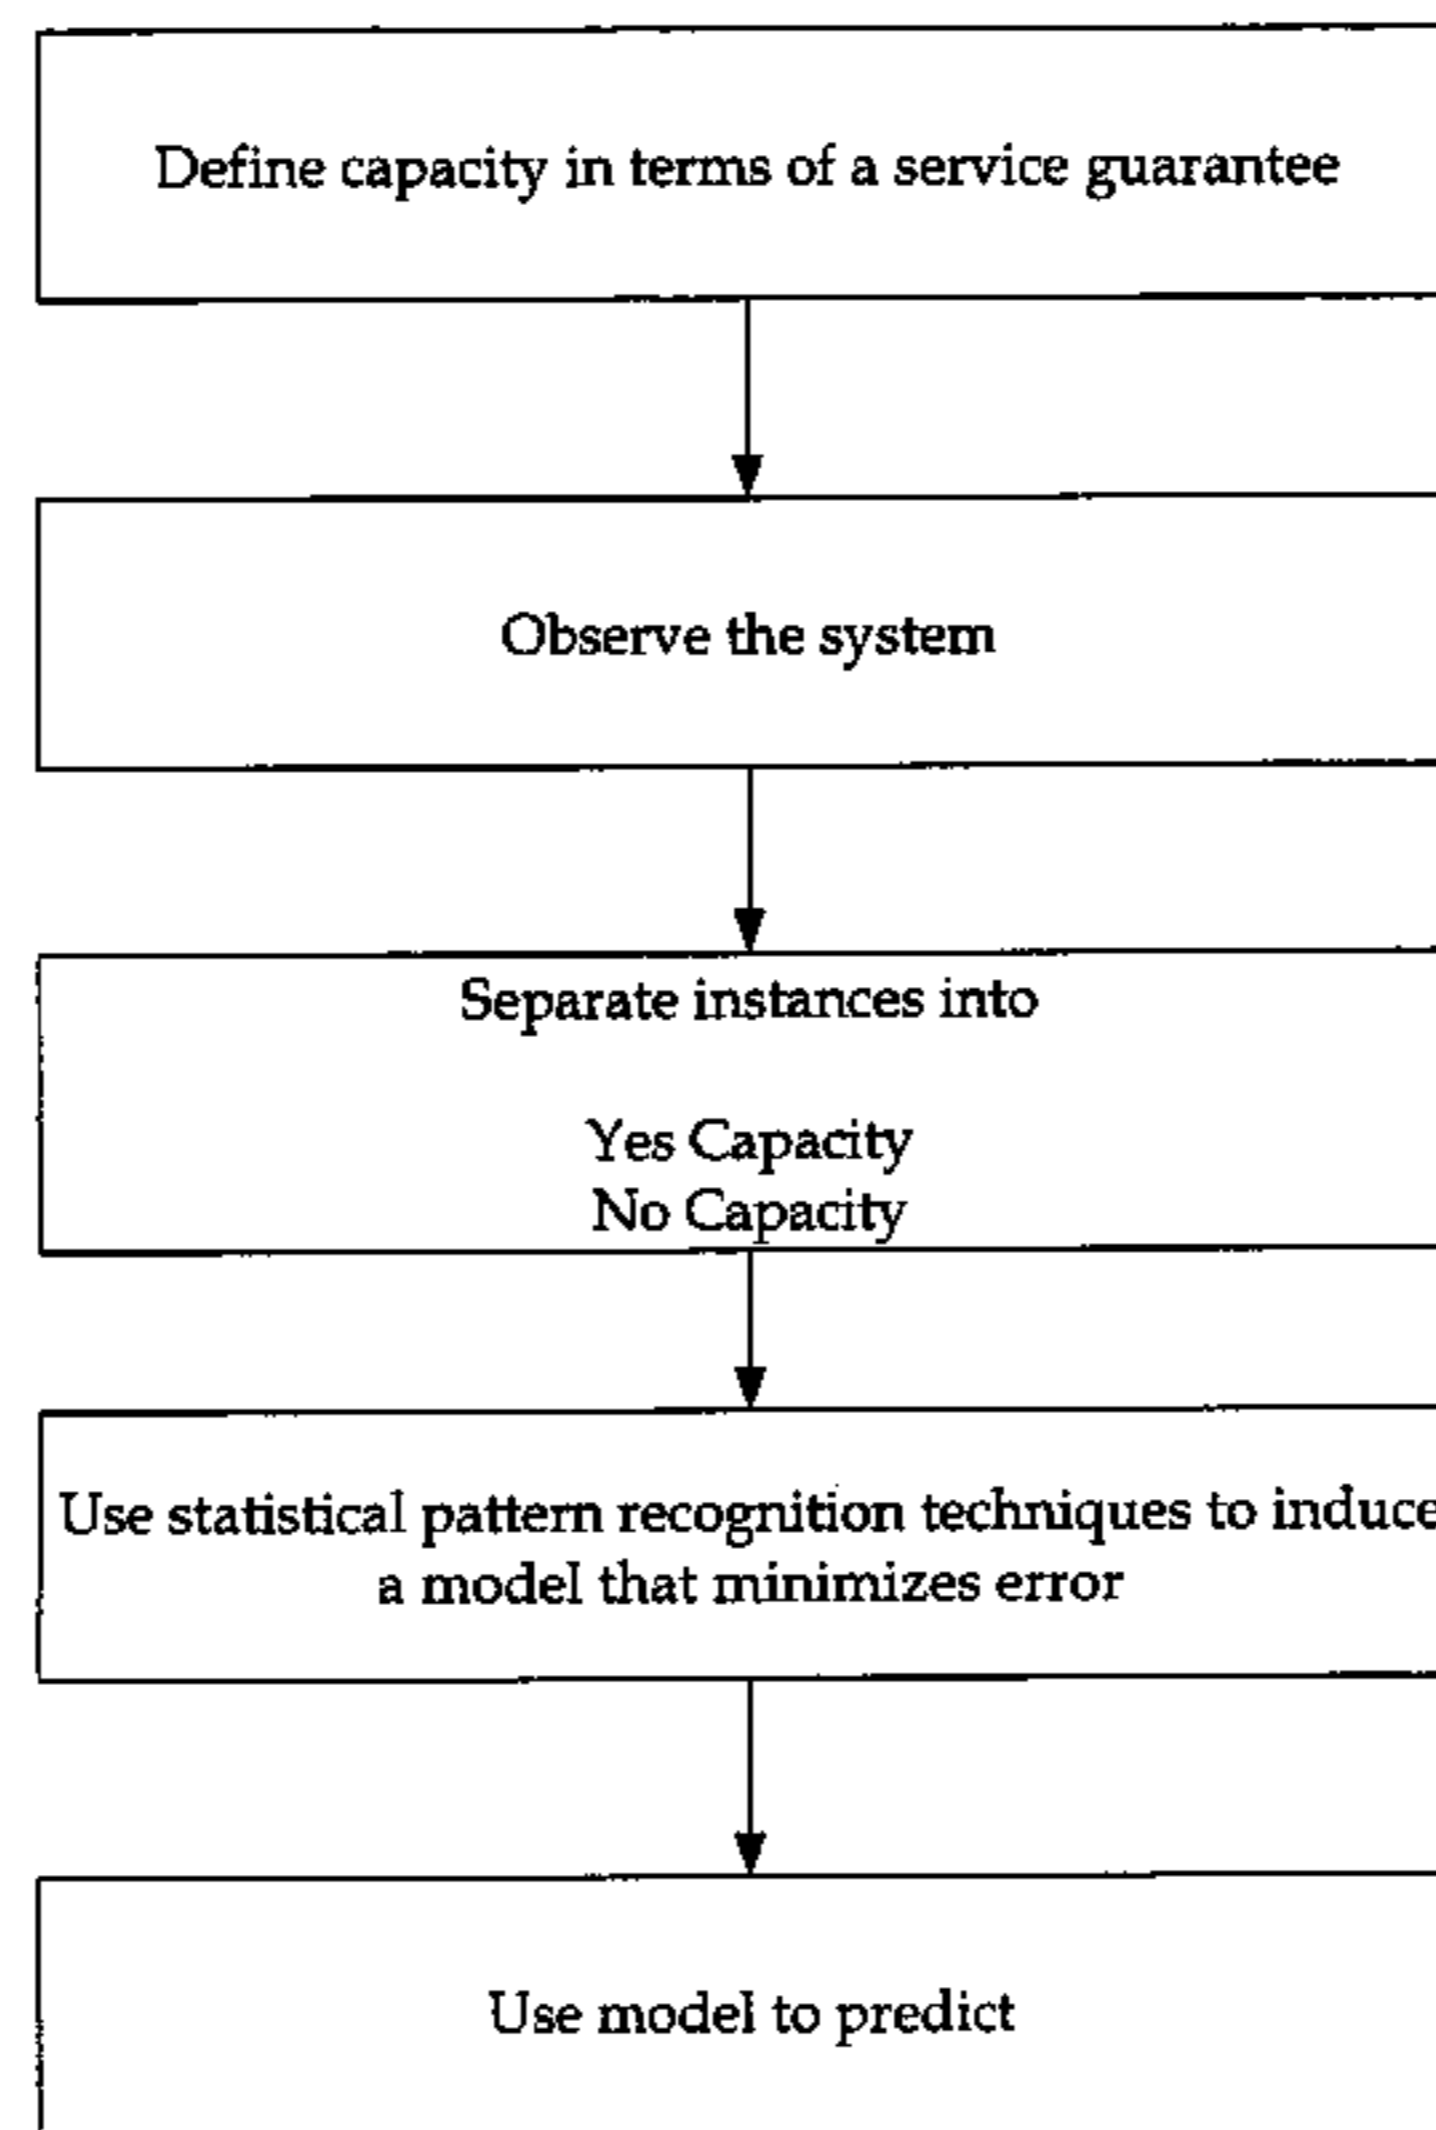 Define capacity in terms of a service guarantee
Observe the system
Separate instances into
Yes Capacity
No Capacity
Use statistical pattern recognition techniques to induce
a model that minimizes error
Use model to predict